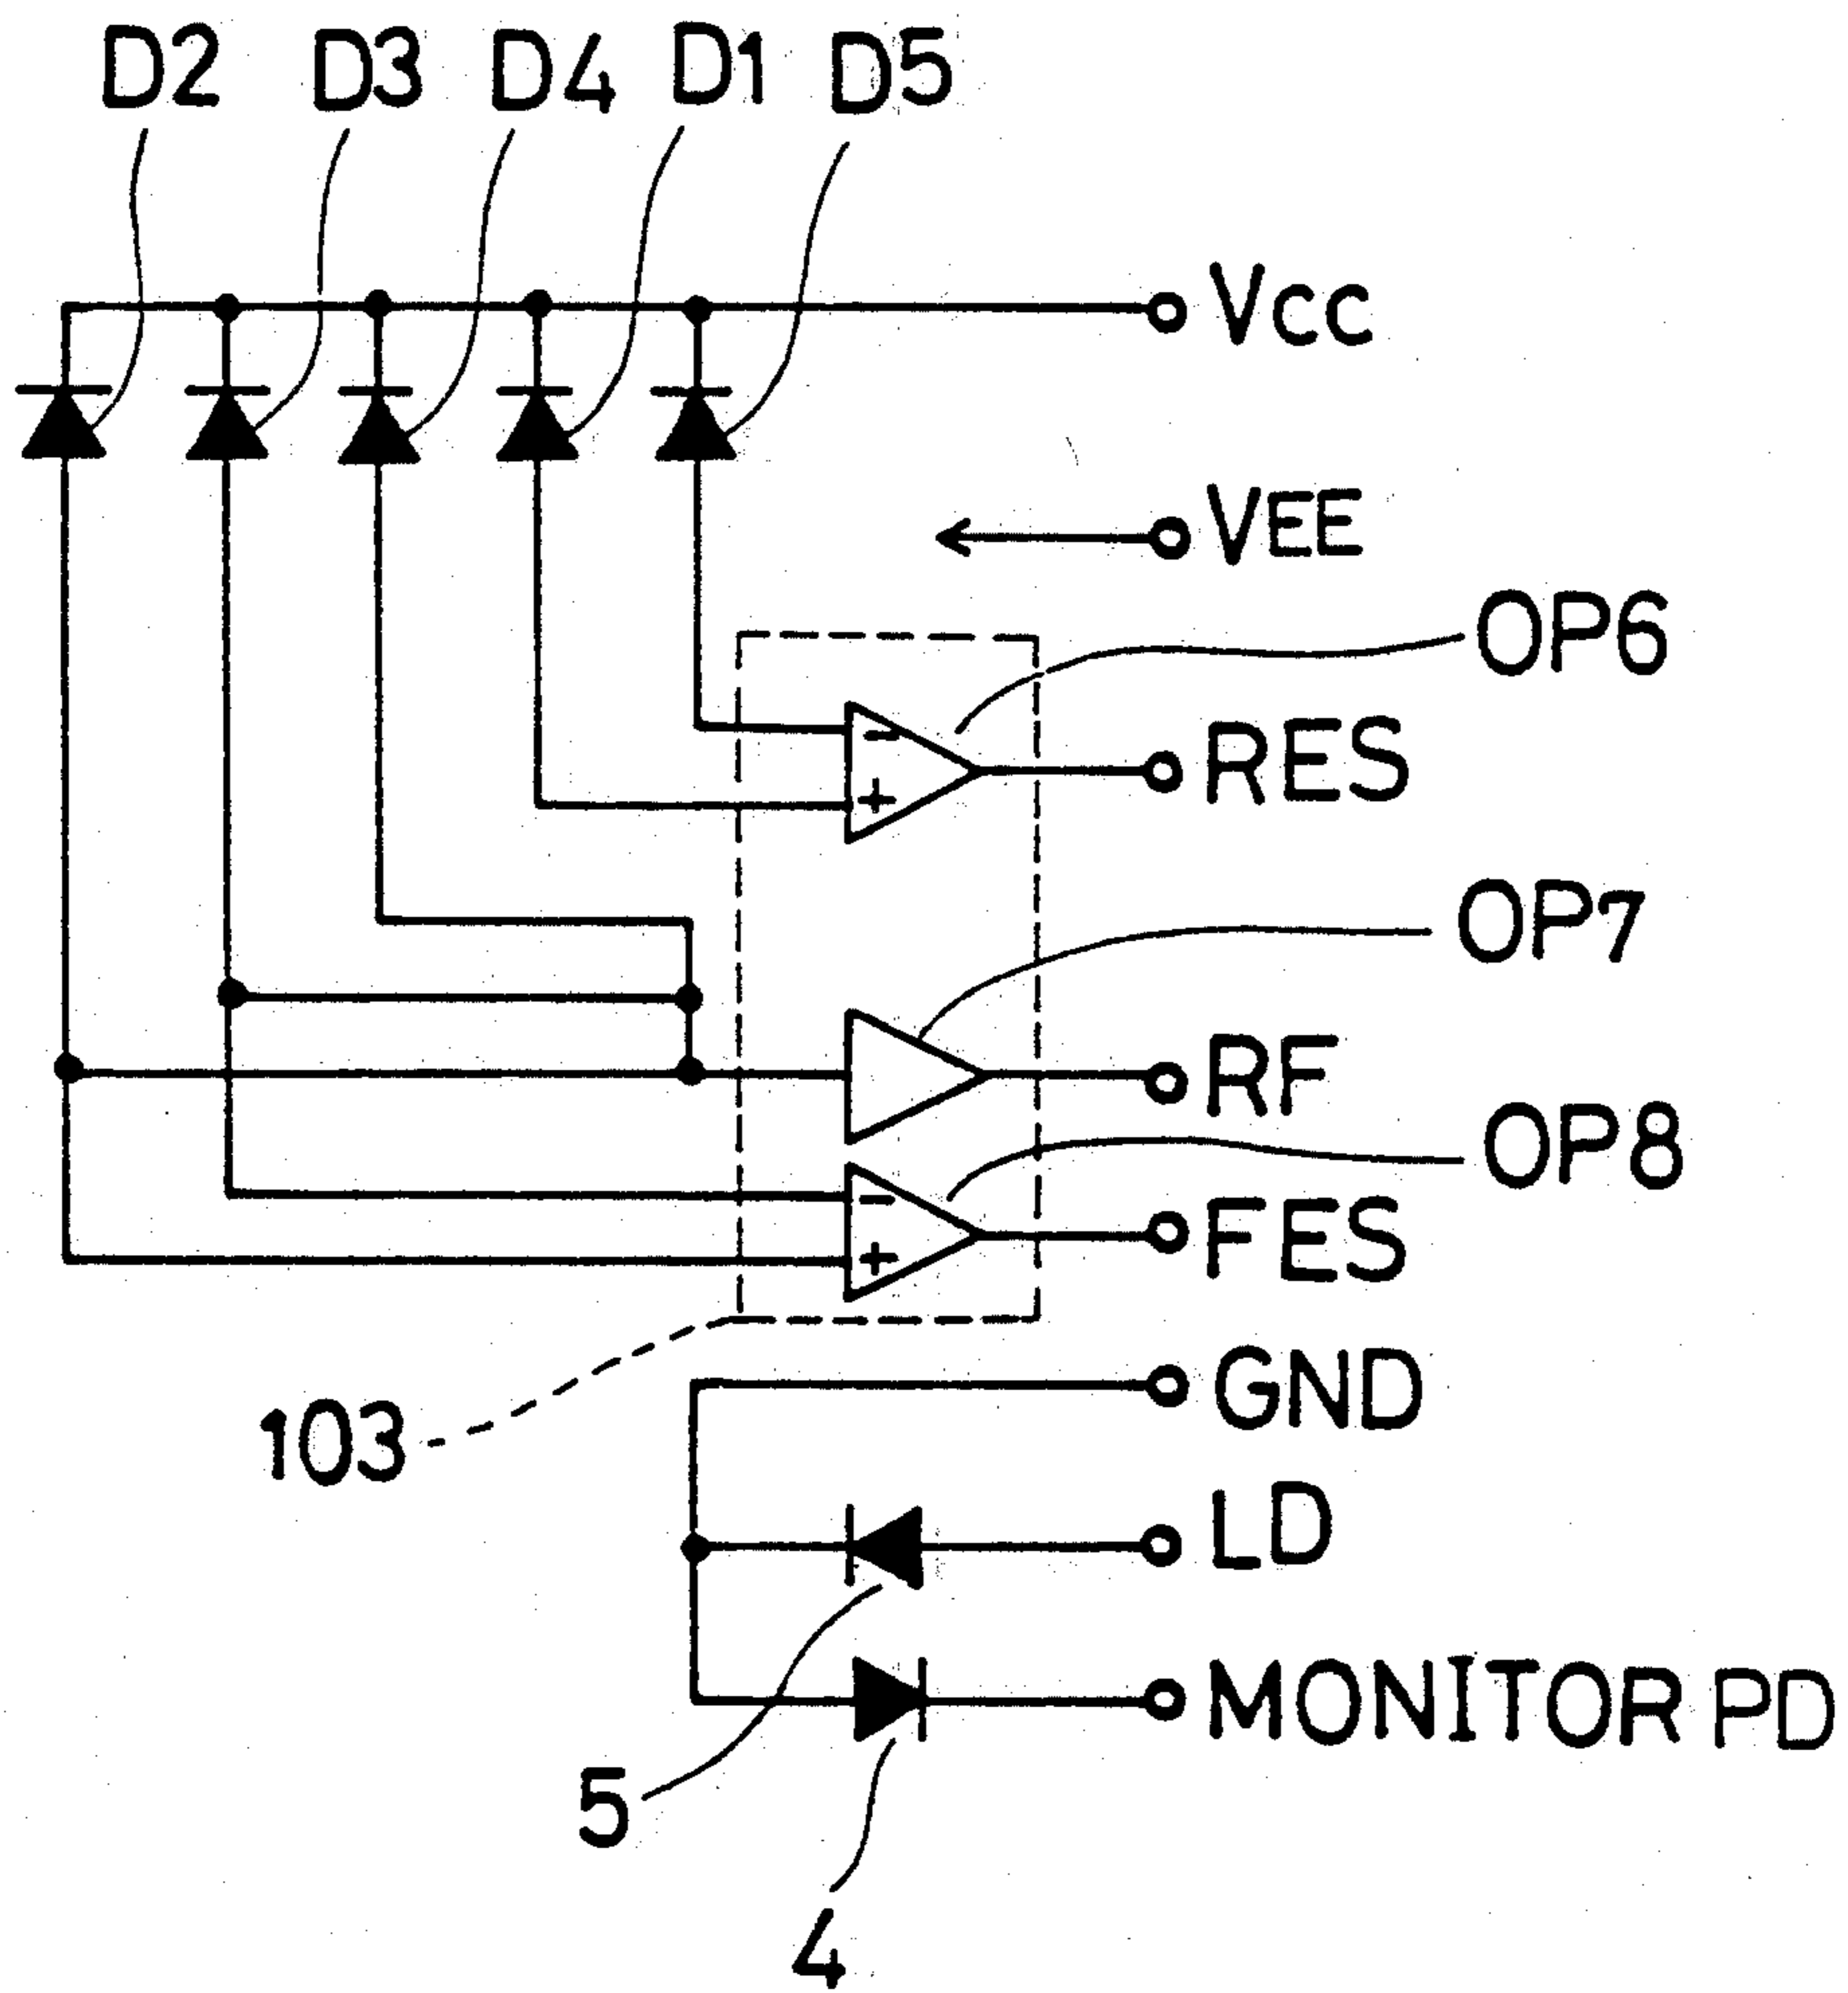 D2 D3 D4 D1 D5
VCC
VEE
OP6
-
+
RES
OP7
RF
OP8
-
+
FES
GND
103
LD
MONITOR PD
5
4